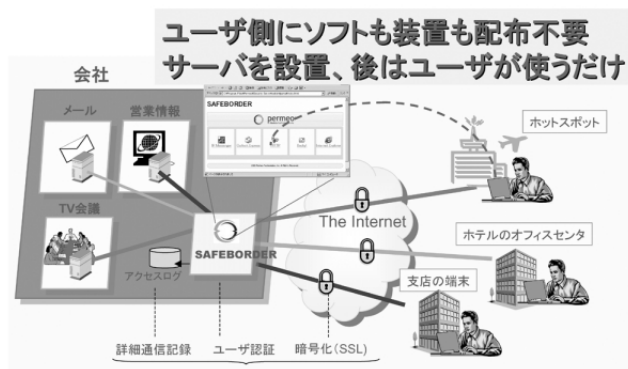 ユーザ側にソフトも装置も配布不要
サーバを設置、後はユーザが使うだけ
会社
メール
営業情報
SAFEBORDER
permeo
ホットスポット
The Internet
TV会議
ホテルのオフィスセンタ
SAFEBORDER
アクセスログ
支店の端末
詳細通信記録
ユーザ認証
暗号化(SSL)